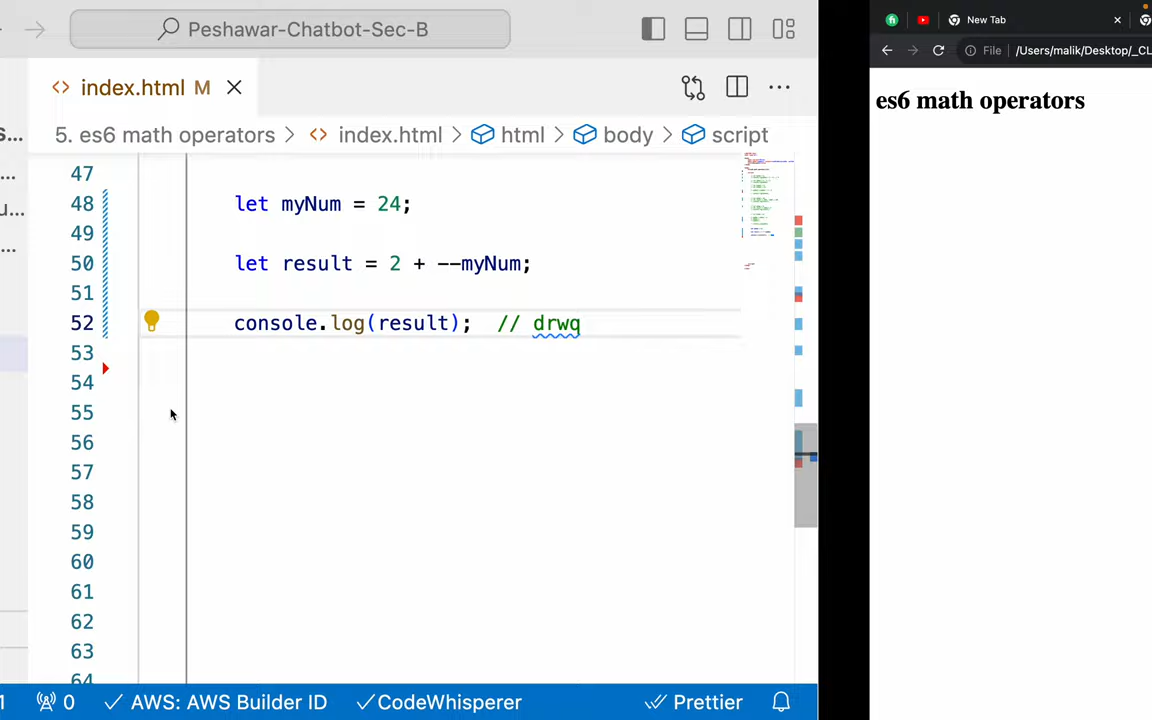 Peshawar-Chatbot-Sec-B
index.html M
5. es6 math operators > index.html > html > body > script
47
48 let myNum = 24;
49
50 let result = 2 + --myNum;
51
52 console.log(result); // drwq
53
54
55
56
57
58
59
60
61
62
63
64
0 AWS: AWS Builder ID CodeWhisperer Prettier
New Tab
File /Users/malik/Desktop/_CL
es6 math operators